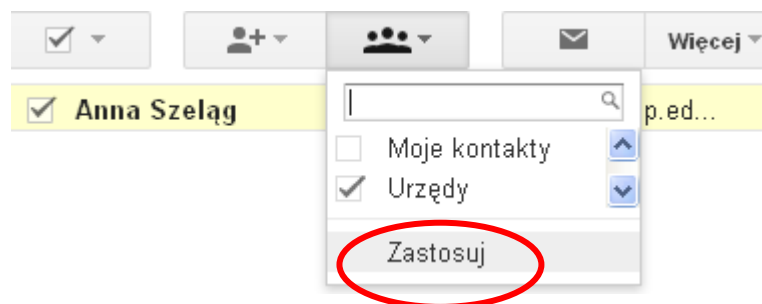 Więcej
Anna Szeląg
p.ed...
Moje kontakty
Urzędy
Zastosuj